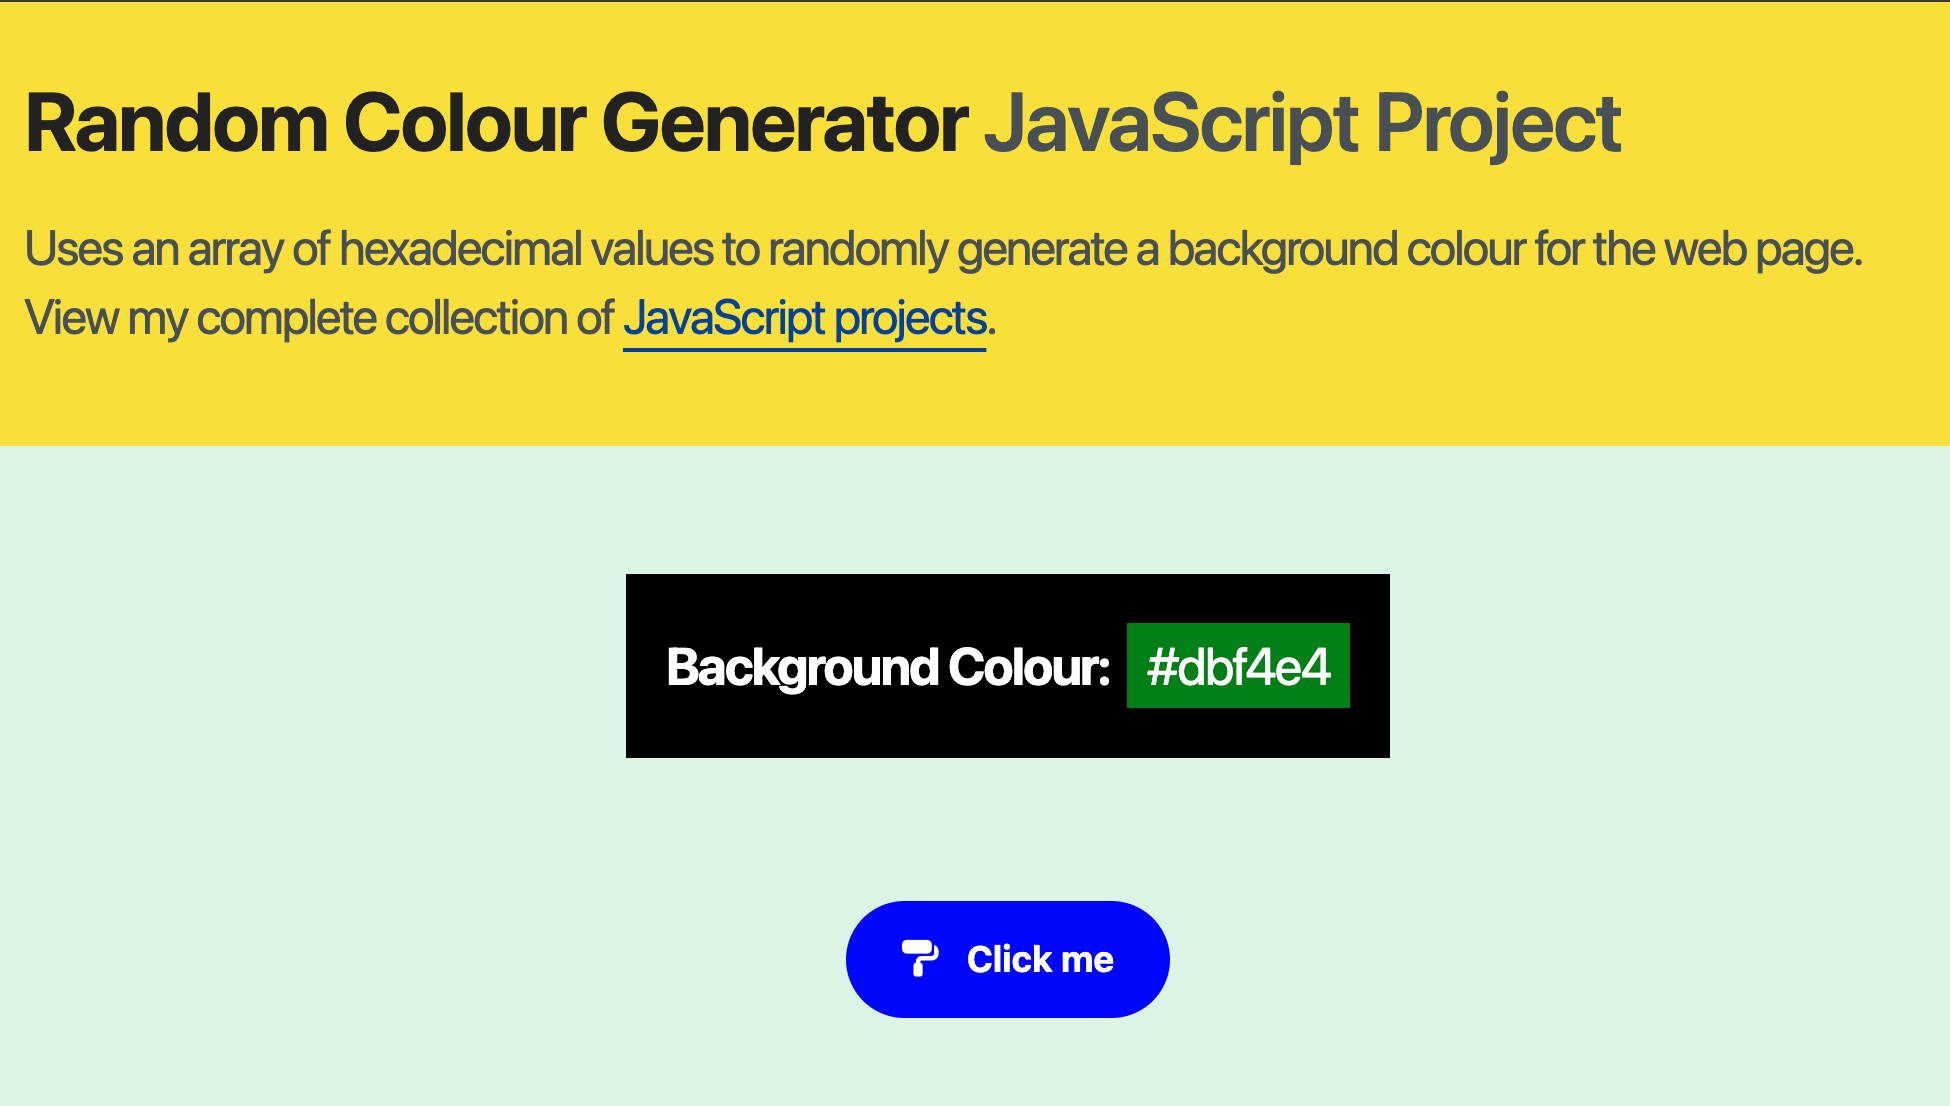 Random Colour Generator JavaScript Project
Uses an array of hexadecimal values to randomly generate a background colour for the web page.
View my complete collection of JavaScript projects.
Background Colour: #dbf4e4
Click me